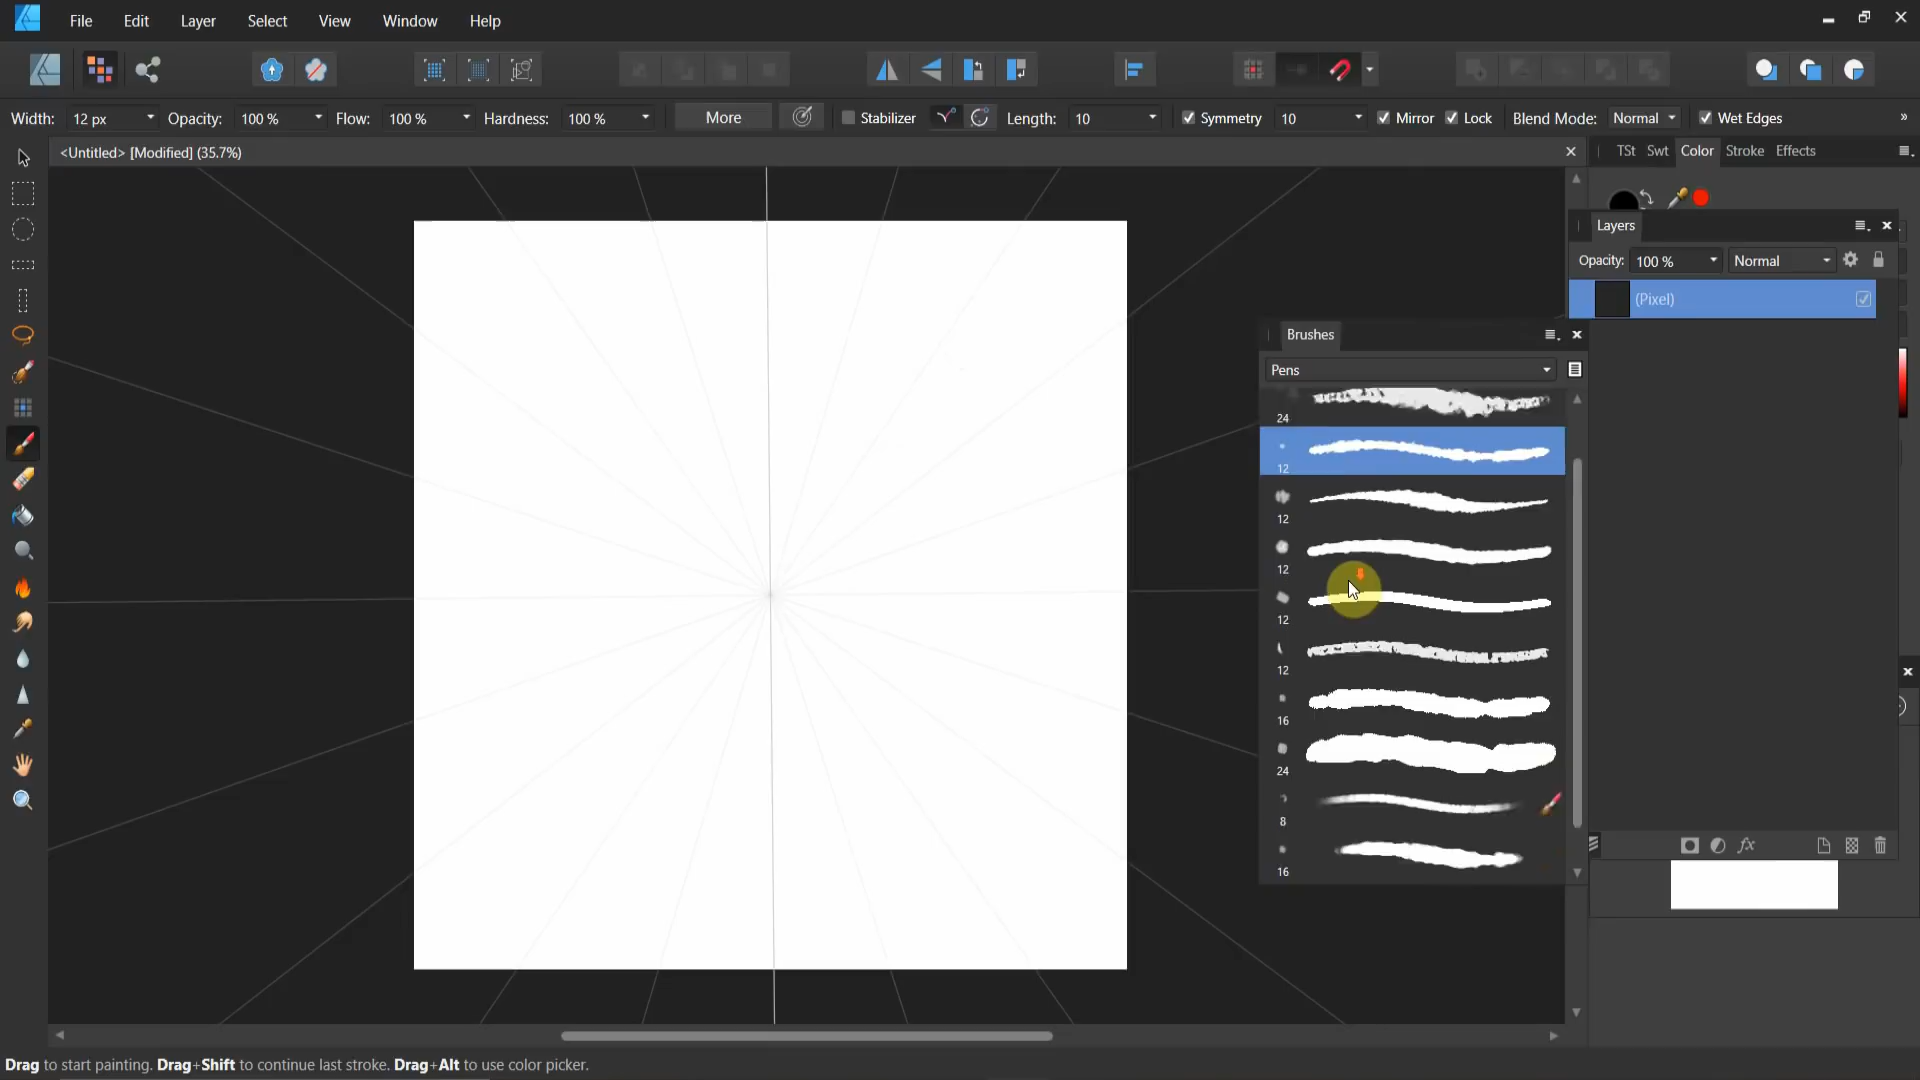 File Edit Layer Select View Window Help
Width: 12 px Opacity: 100 % Flow: 100 % Hardness: 100 % More Stabilizer Length: 10 Symmetry 10 Mirror Lock Blend Mode: Normal Wet Edges »
<Untitled> [Modified] (35.7%)
TSt Swt Color Stroke Effects
Layers
Opacity: 100 % Normal
(Pixel)
Brushes
Pens
24
12
12
12
12
12
16
24
8
16
fx
Drag to start painting. Drag+Shift to continue last stroke. Drag+Alt to use color picker.